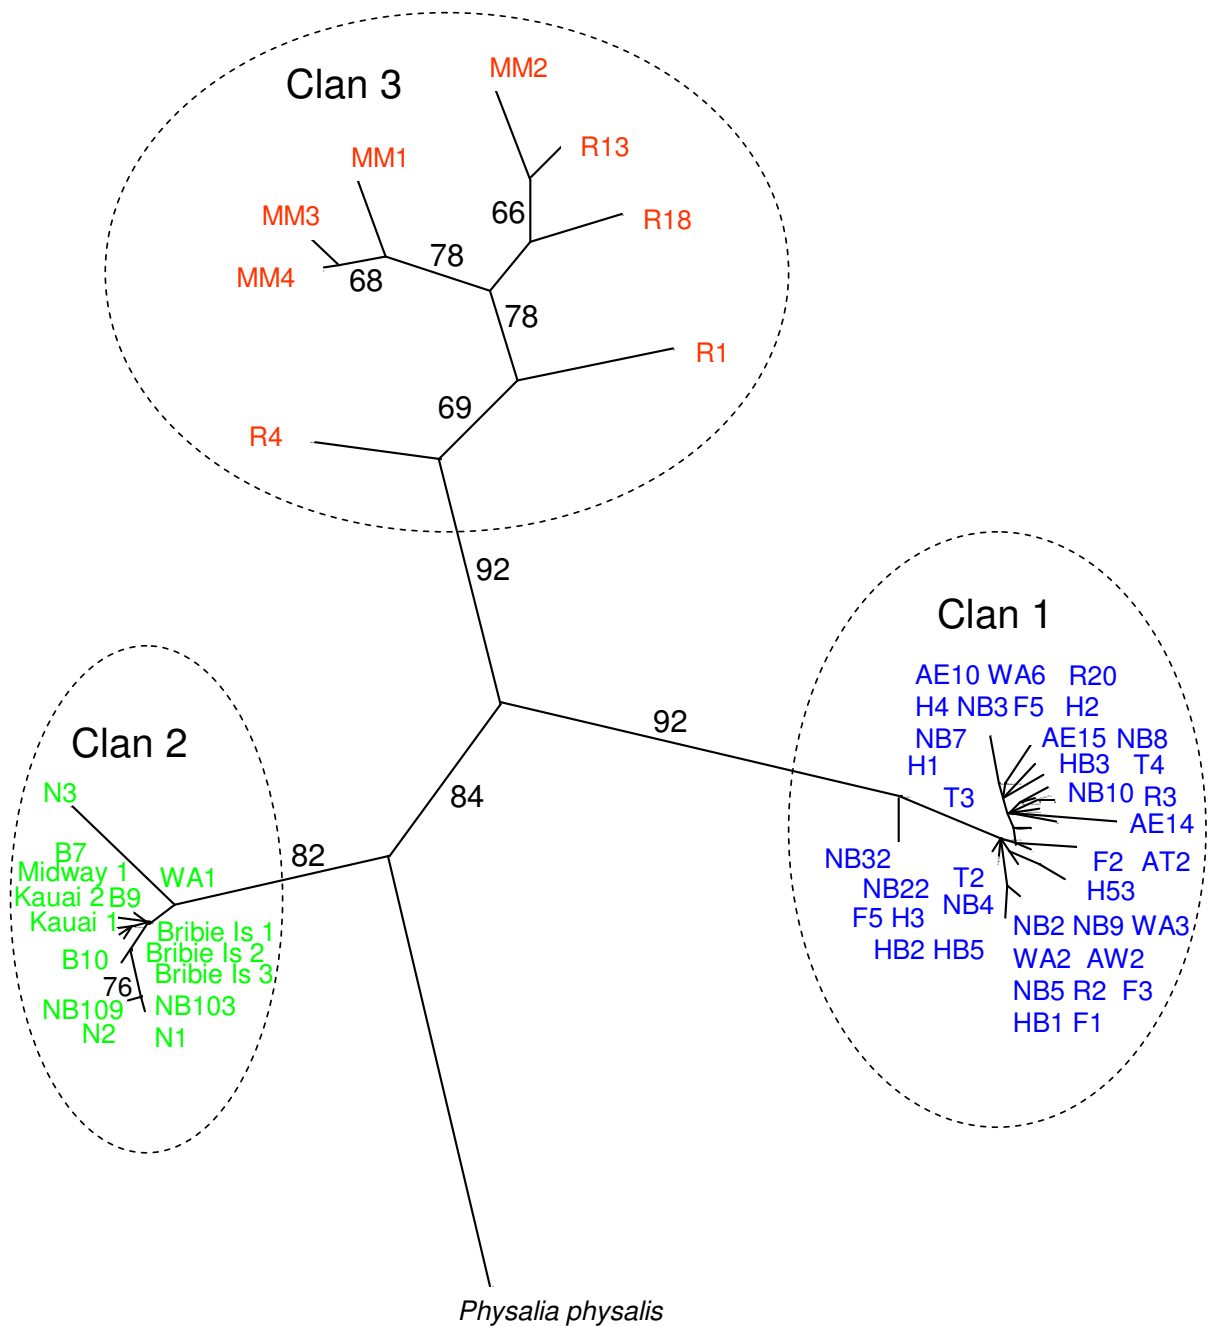 Clan 3
MM2
R13
MM1
MM3
66
R18
78
MM4
68
78
R1
69
R4
92
Clan 1
AE10 WA6 R20
H4 NB3 F5 H2
NB7 AE15 NB8
H1 HB3 T4
T3 NB10 R3
AE14
NB32 F2 AT2
NB22 T2 H53
F5 H3 NB4
NB2 NB9 WA3
HB2 HB5
WA2 AW2
NB5 R2 F3
HB1 F1
92
84
Clan 2
N3
82
B7
Midway 1 WA1
Kauai 2 B9
Kauai 1
Bribie Is 1
Bribie Is 2
B10
Bribie Is 3
76
NB109 NB103
N2 N1
Physalia physalis